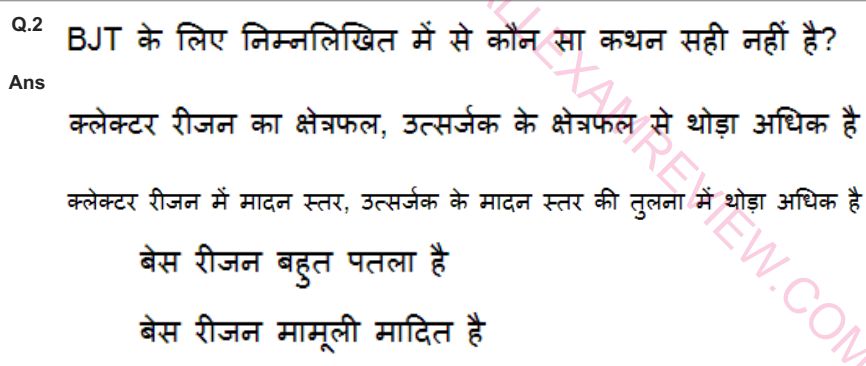 Q.2 BJT के लिए निम्नलिखित में से कौन सा कथन सही नहीं है?
Ans
क्लेक्टर रीजन का क्षेत्रफल, उत्सर्जक के क्षेत्रफल से थोड़ा अधिक है
क्लेक्टर रीजन में मादन स्तर, उत्सर्जक के मादन स्तर की तुलना में थोड़ा अधिक है
बेस रीजन बहुत पतला है
बेस रीजन मामूली मादित है
ALLEXAMREVIEW.COM